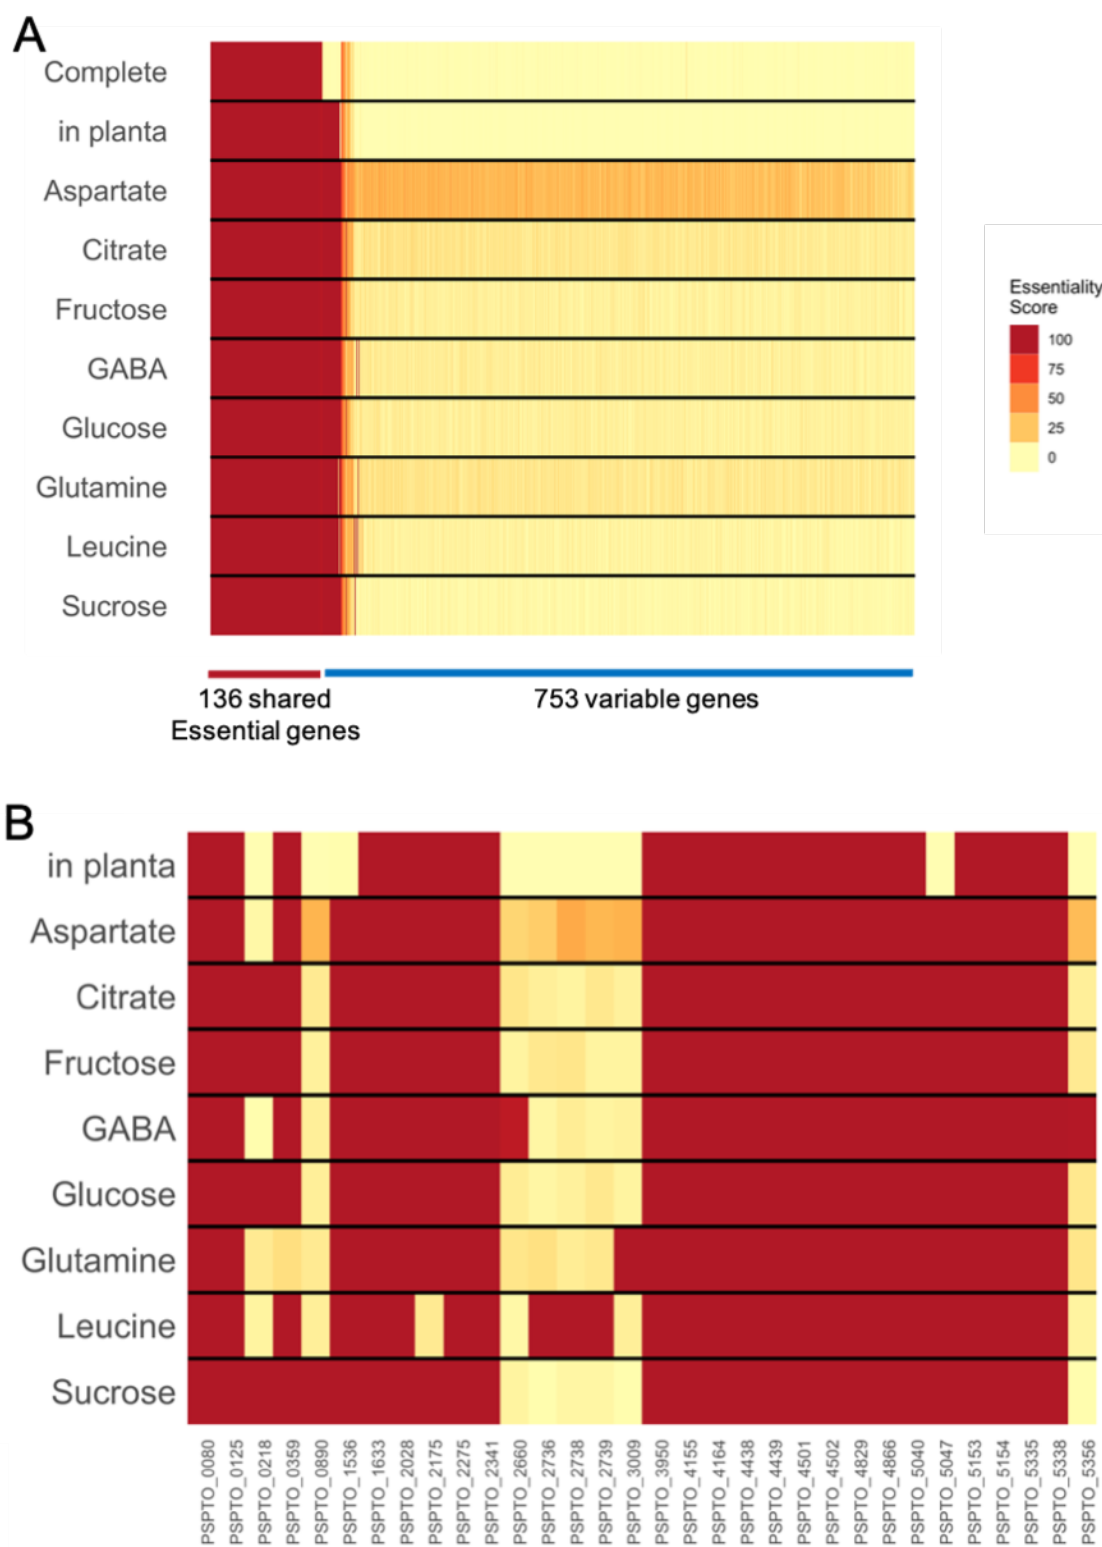 A
Complete
in planta
Aspartate
Citrate
Fructose
GABA
Glucose
Glutamine
Leucine
Sucrose
Essentiality
Score
100
75
50
25
0
136 shared
Essential genes
753 variable genes
B
in planta
Aspartate
Citrate
Fructose
GABA
Glucose
Glutamine
Leucine
Sucrose
PSPTO_0080
PSPTO_0125
PSPTO_0218
PSPTO_0359
PSPTO_0890
PSPTO_1536
PSPTO_1633
PSPTO_2028
PSPTO_2175
PSPTO_2275
PSPTO_2341
PSPTO_2660
PSPTO_2736
PSPTO_2738
PSPTO_2739
PSPTO_3009
PSPTO_3950
PSPTO_4155
PSPTO_4164
PSPTO_4438
PSPTO_4439
PSPTO_4501
PSPTO_4502
PSPTO_4829
PSPTO_4866
PSPTO_5040
PSPTO_5047
PSPTO_5153
PSPTO_5154
PSPTO_5335
PSPTO_5338
PSPTO_5356